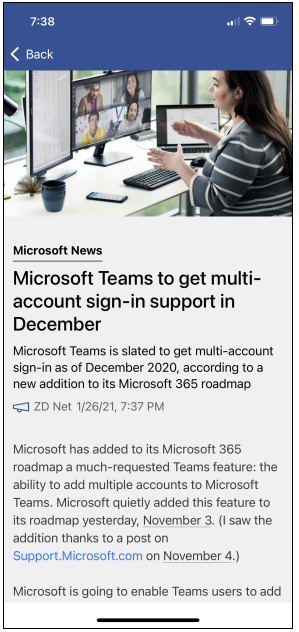 7:38
Back
Microsoft News
Microsoft Teams to get multi-
account sign-in support in
December
Microsoft Teams is slated to get multi-account
sign-in as of December 2020, according to a
new addition to its Microsoft 365 roadmap
ZD Net 1/26/21, 7:37 PM
Microsoft has added to its Microsoft 365
roadmap a much-requested Teams feature: the
ability to add multiple accounts to Microsoft
Teams. Microsoft quietly added this feature to
its roadmap yesterday, November 3. (I saw the
addition thanks to a post on
Support.Microsoft.com on November 4.)
Microsoft is going to enable Teams users to add